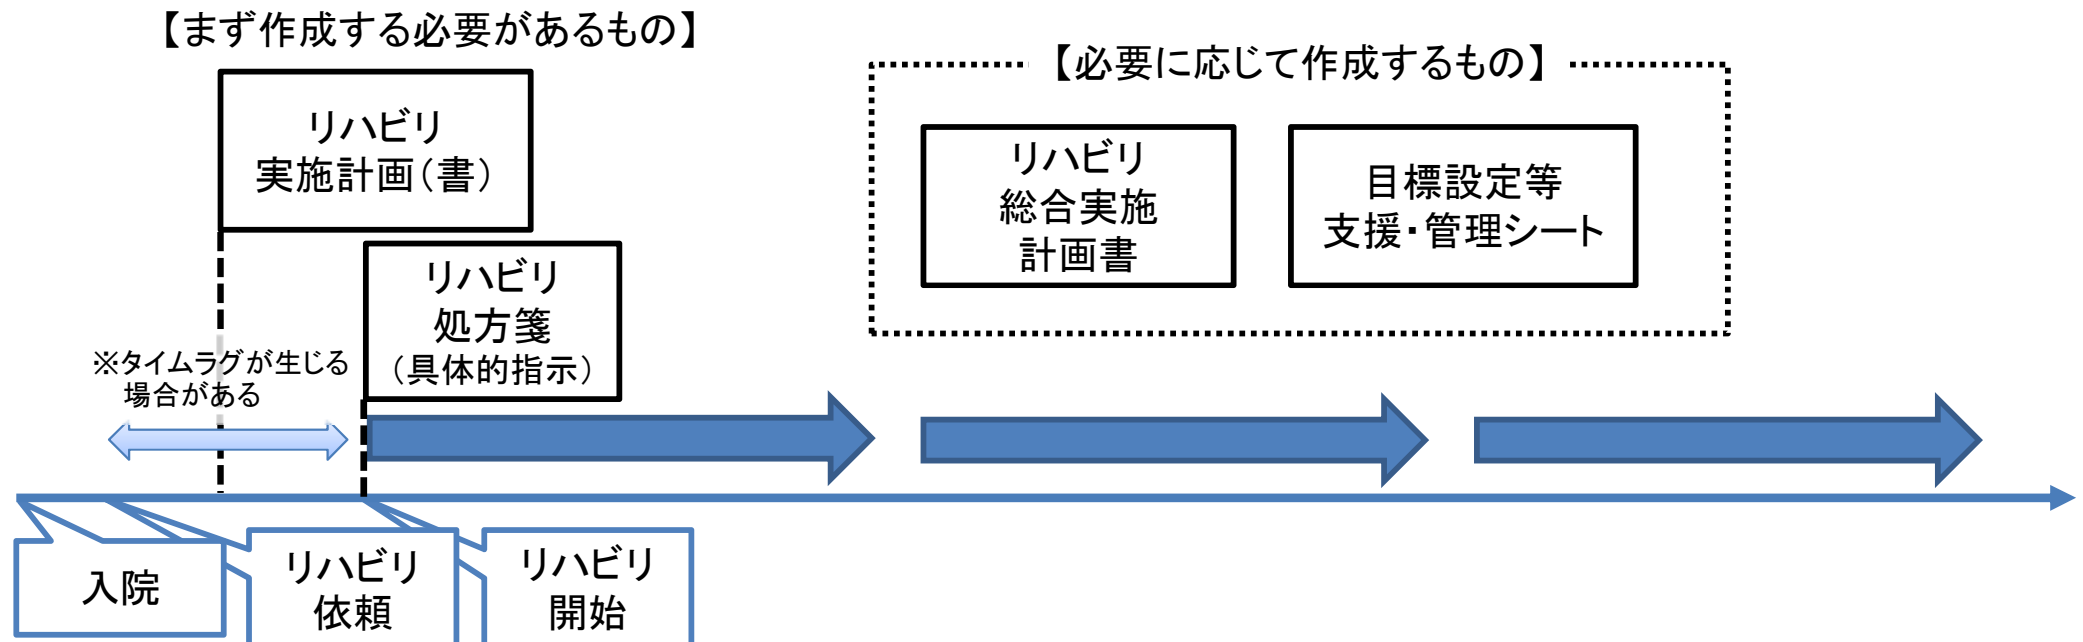 【まず作成する必要があるもの】
リハビリ
実施計画（書）
リハビリ
処方箋
（具体的指示）
※タイムラグが生じる
場合がある
【必要に応じて作成するもの】
リハビリ
総合実施
計画書
目標設定等
支援・管理シート
入院
リハビリ
依頼
リハビリ
開始